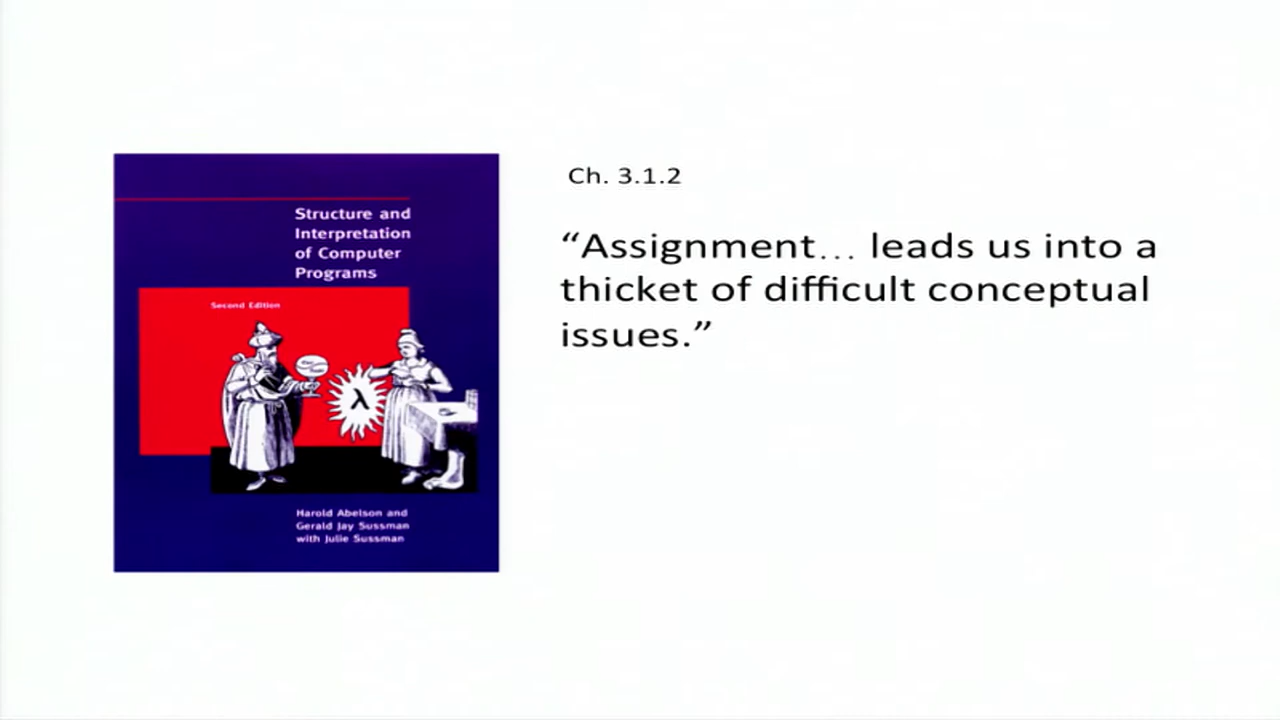 Structure and
Interpretation
of Computer
Programs
Second Edition
λ
Harold Abelson and
Gerald Jay Sussman
with Julie Sussman
Ch. 3.1.2
“Assignment… leads us into a
thicket of difficult conceptual
issues.”